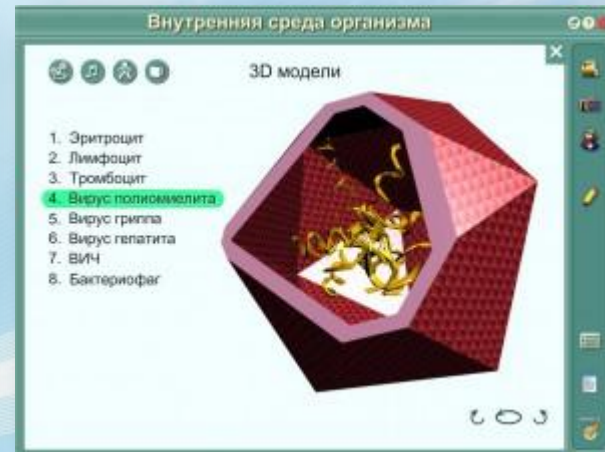 Внутренняя среда организма
3D модели
1. Эритроцит
2. Лимфоцит
3. Тромбоцит
4. Вирус полиомиелита
5. Вирус гриппа
6. Вирус гепатита
7. ВИЧ
8. Бактериофаг